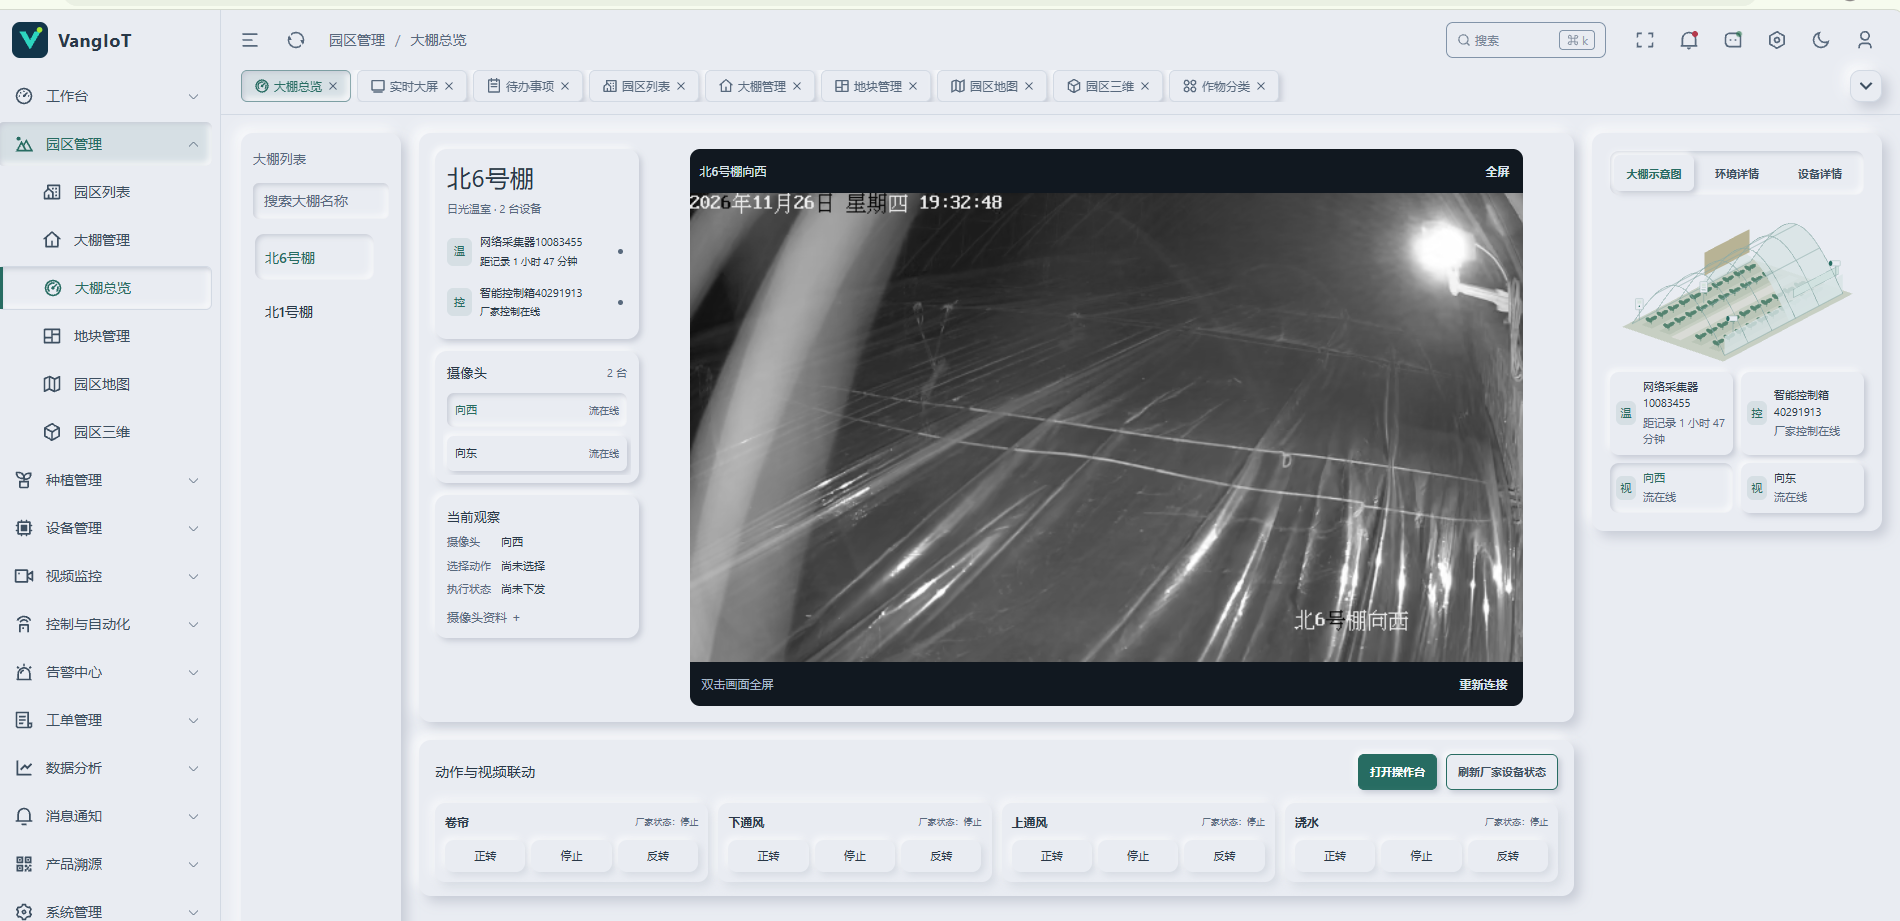 VangIoT
园区管理 / 大棚总览
搜索
⌘ k
大棚总览
实时大屏
待办事项
园区列表
大棚管理
地块管理
园区地图
园区三维
作物分类
工作台
园区管理
园区列表
大棚管理
大棚总览
地块管理
园区地图
园区三维
种植管理
设备管理
视频监控
控制与自动化
告警中心
工单管理
数据分析
消息通知
产品溯源
系统管理
大棚列表
搜索大棚名称
北6号棚
北1号棚
北6号棚
日光温室 · 2 台设备
温
网络采集器10083455
距记录 1 小时 47 分钟
控
智能控制箱40291913
厂家控制在线
摄像头
2 台
向西
流在线
向东
流在线
当前观察
摄像头 向西
选择动作 尚未选择
执行状态 尚未下发
摄像头资料 +
北6号棚向西
全屏
2026年11月26日 星期四 19:32:48
北6号棚向西
双击画面全屏
重新连接
大棚示意图
环境详情
设备详情
温
网络采集器
10083455
距记录 1 小时 47
分钟
控
智能控制箱
40291913
厂家控制在线
视
向西
流在线
视
向东
流在线
动作与视频联动
打开操作台
刷新厂家设备状态
卷帘
厂家状态：停止
正转
停止
反转
下通风
厂家状态：停止
正转
停止
反转
上通风
厂家状态：停止
正转
停止
反转
浇水
厂家状态：停止
正转
停止
反转